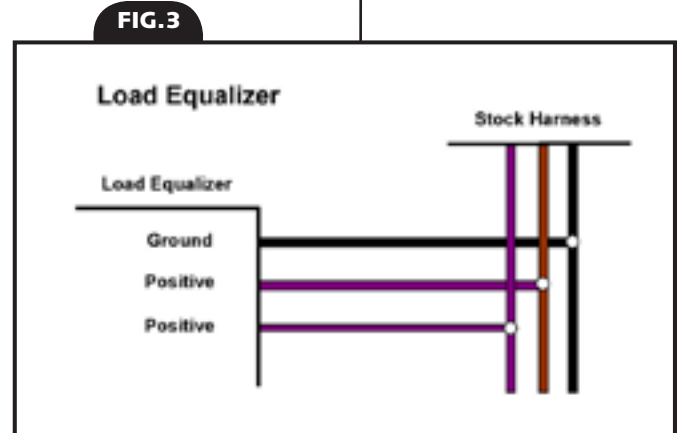 FIG.3
Load Equalizer
Stock Harness
Load Equalizer
Ground
Positive
Positive